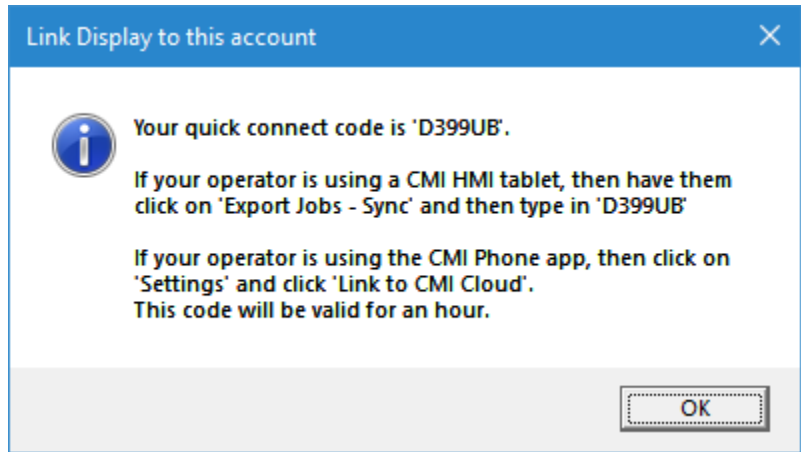 Link Display to this account
Your quick connect code is 'D399UB'.
If your operator is using a CMI HMI tablet, then have them
click on 'Export Jobs - Sync' and then type in 'D399UB'
If your operator is using the CMI Phone app, then click on
'Settings' and click 'Link to CMI Cloud'.
This code will be valid for an hour.
OK